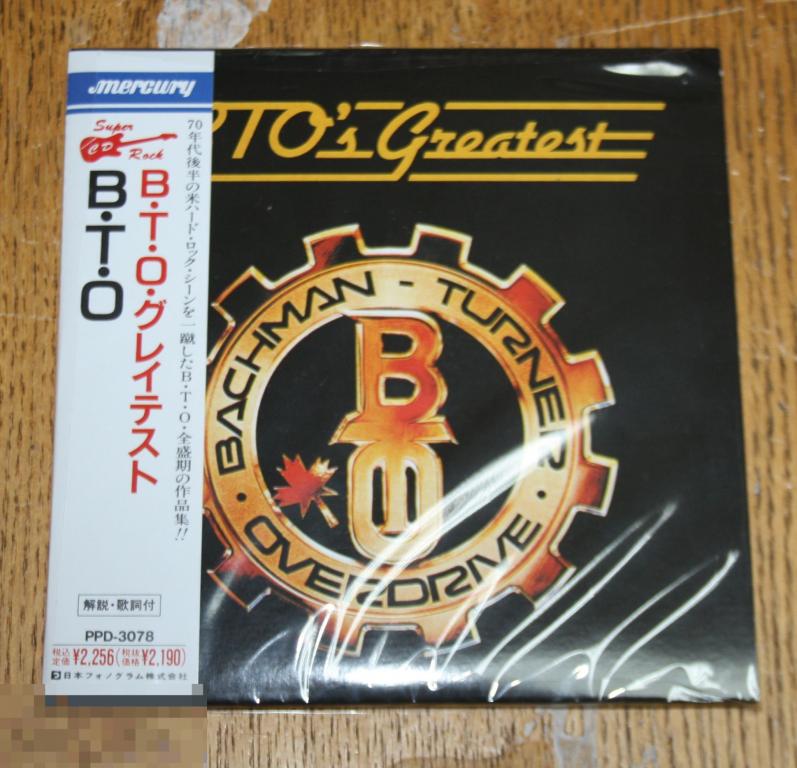 mercury
Super
CD
Rock
70年代後半の米ハード・ロック・シーンを一蹴したB・T・O・全盛期の作品集!!
B・T・O・グレイテスト
B・T・O
解説・歌詞付
PPD-3078
税込定価¥2,256(税抜価格¥2,190)
日本フォノグラム株式会社
TO's Greatest
BACHMAN - TURNER
BTO
• OVERDRIVE •